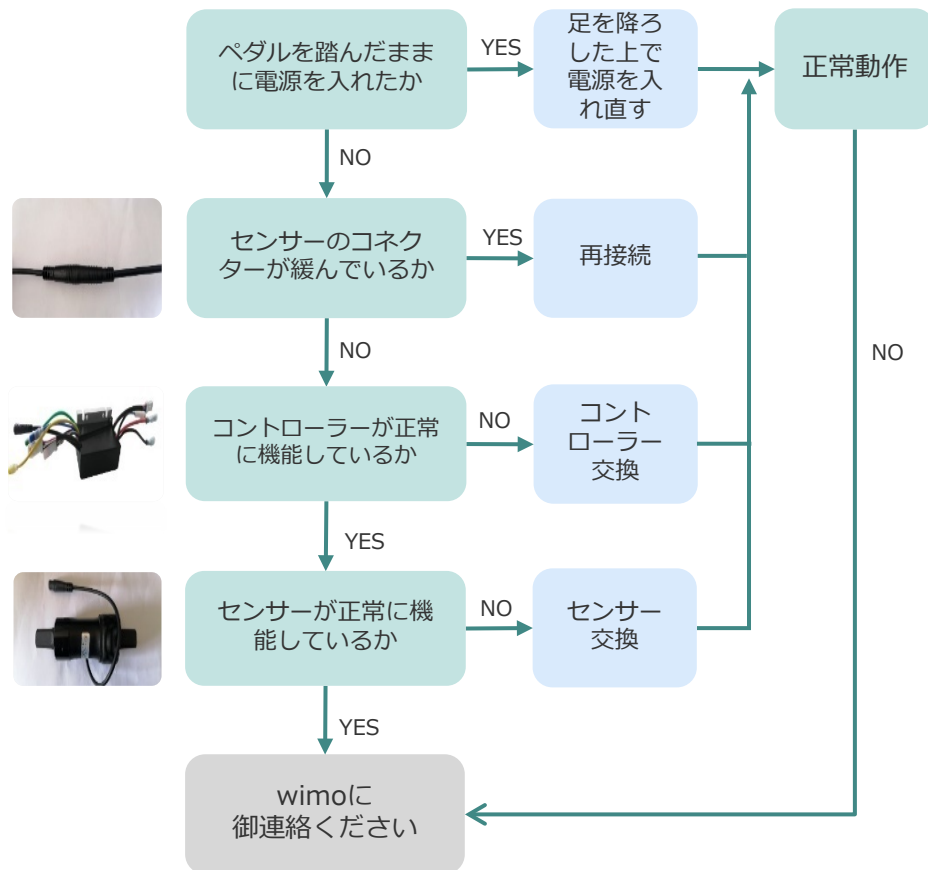 ペダルを踏んだまま
に電源を入れたか
YES
足を降ろ
した上で
電源を入
れ直す
正常動作
NO
センサーのコネク
ターが緩んでいるか
YES
再接続
NO
NO
コントローラーが正常
に機能しているか
NO
コント
ローラー
交換
YES
センサーが正常に機
能しているか
NO
センサー
交換
YES
wimoに
御連絡ください